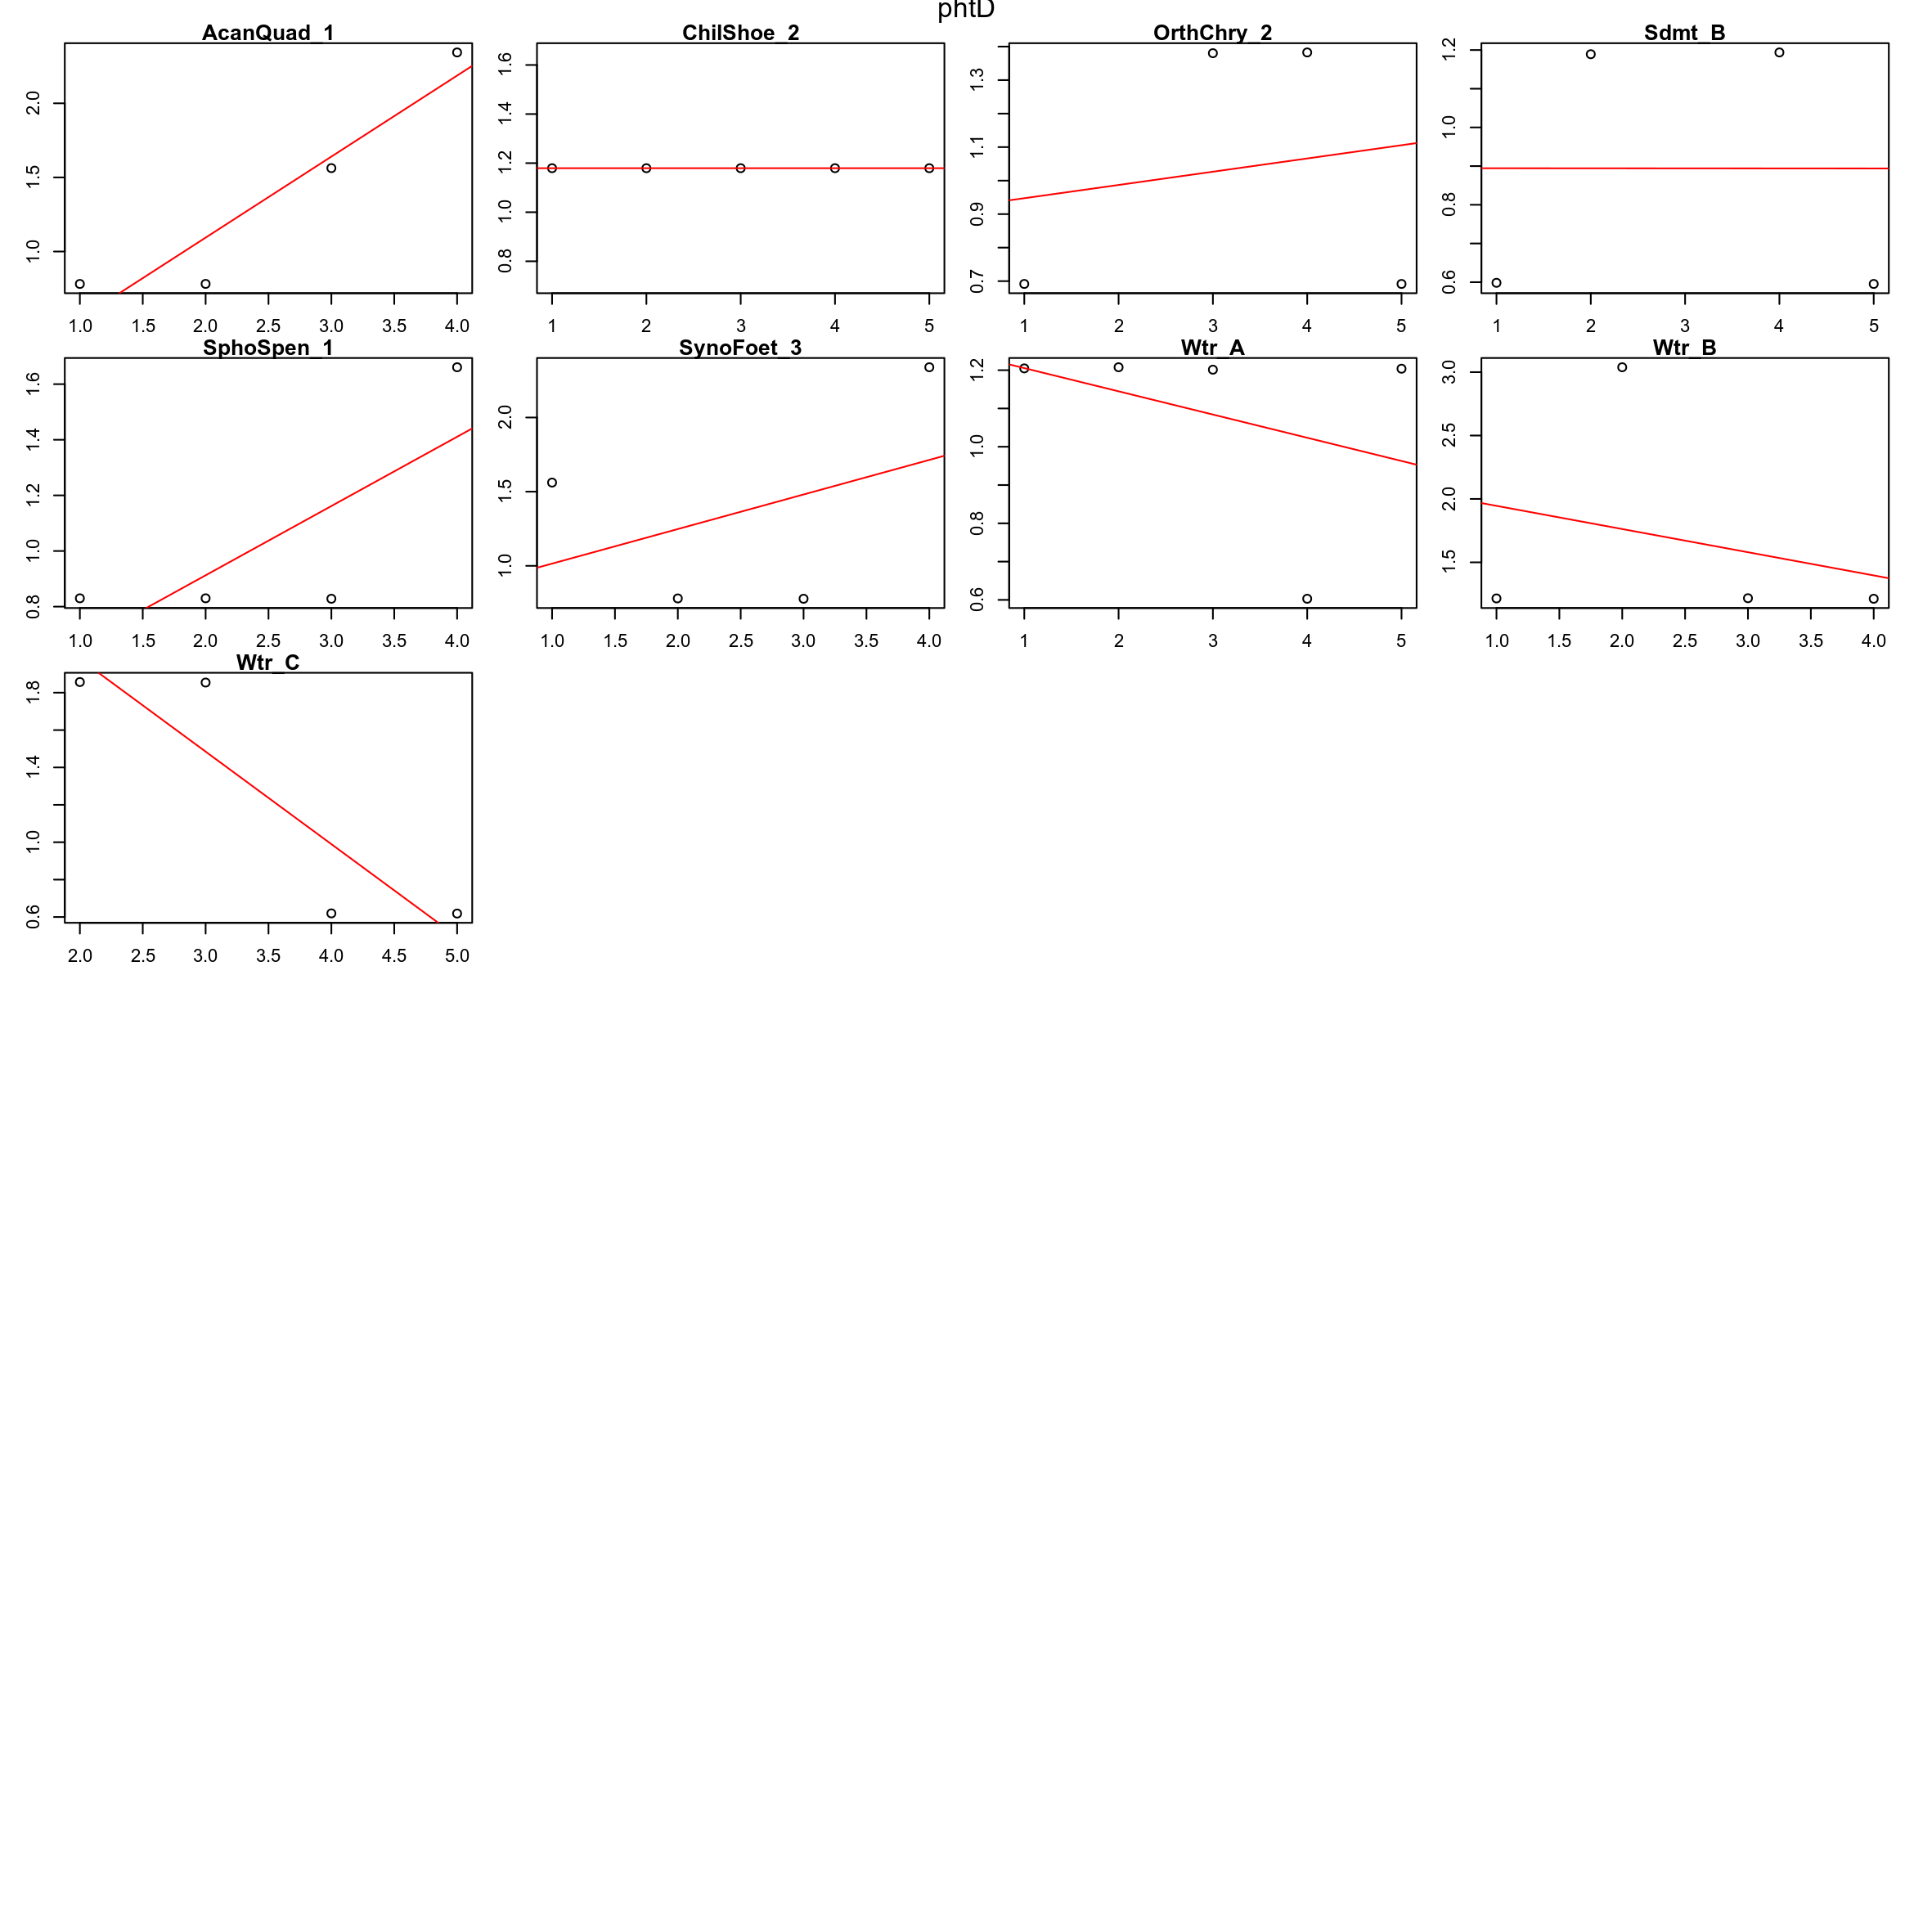 phtD
AcanQuad_1 ChilShoe_2 OrthChry_2 Sdmt_B
1.0 1.5 2.0
0.8 1.0 1.2 1.4 1.6
0.7 0.9 1.1 1.3
0.6 0.8 1.0 1.2
1.0 1.5 2.0 2.5 3.0 3.5 4.0 1 2 3 4 5 1 2 3 4 5 1 2 3 4 5
SphoSpen_1 SynoFoet_3 Wtr_A Wtr_B
0.8 1.0 1.2 1.4 1.6
1.0 1.5 2.0
0.6 0.8 1.0 1.2
1.5 2.0 2.5 3.0
1.0 1.5 2.0 2.5 3.0 3.5 4.0 1.0 1.5 2.0 2.5 3.0 3.5 4.0 1 2 3 4 5 1.0 1.5 2.0 2.5 3.0 3.5 4.0
Wtr_C
0.6 1.0 1.4 1.8
2.0 2.5 3.0 3.5 4.0 4.5 5.0